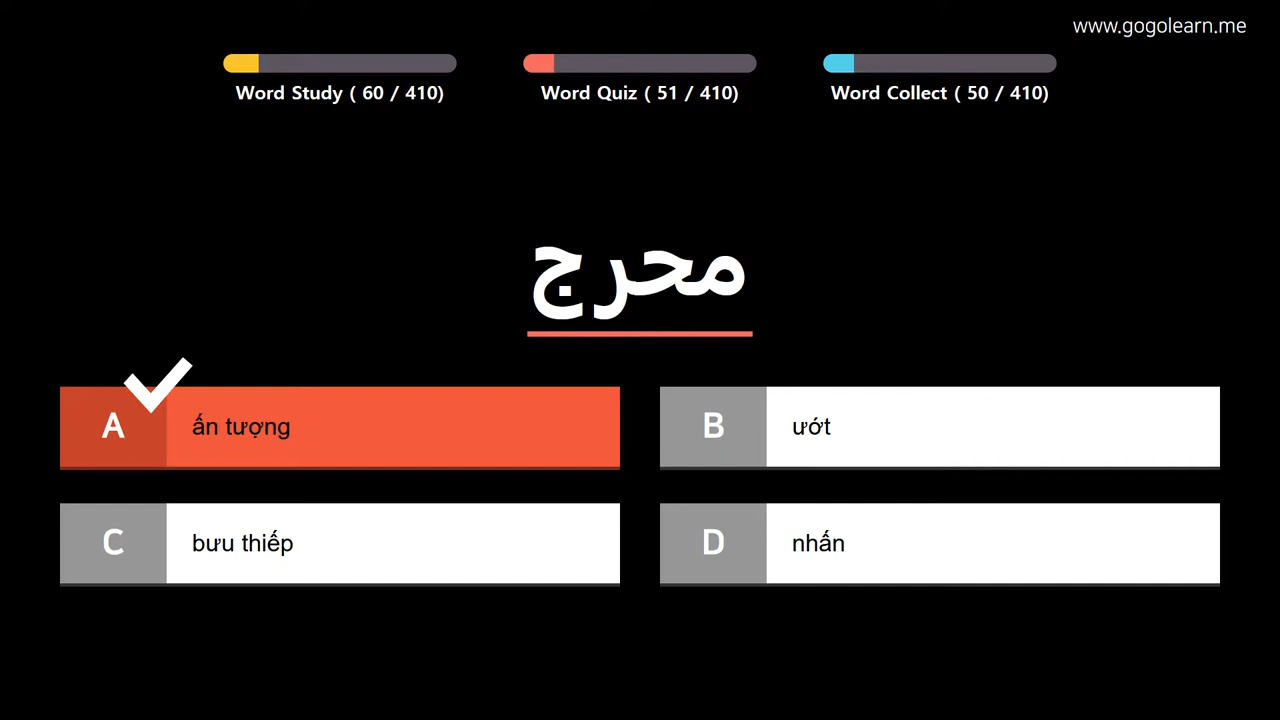 www.gogolearn.me
Word Study ( 60 / 410)
Word Quiz ( 51 / 410)
Word Collect ( 50 / 410)
محرج
A ấn tượng
B ướt
C bưu thiếp
D nhấn